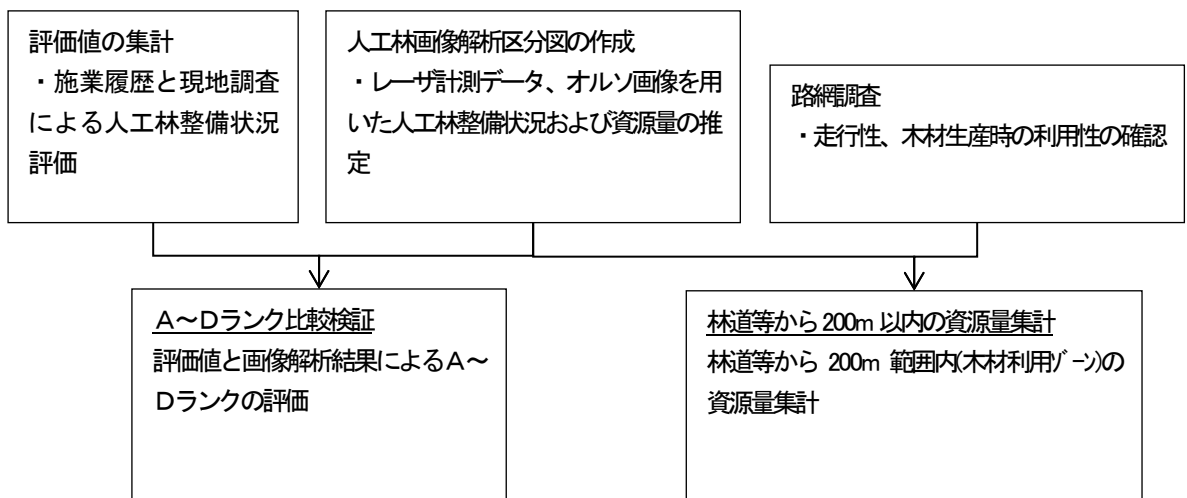 評価値の集計
・施業履歴と現地調査
による人工林整備状況
評価
人工林画像解析区分図の作成
・レーザ計測データ、オルソ画像を用
いた人工林整備状況および資源量の推
定
路網調査
・走行性、木材生産時の利用性の確認
A～Dランク比較検証
評価値と画像解析結果によるA～
Dランクの評価
林道等から200m 以内の資源量集計
林道等から 200m 範囲内(木材利用ｿﾞｰﾝ)の
資源量集計